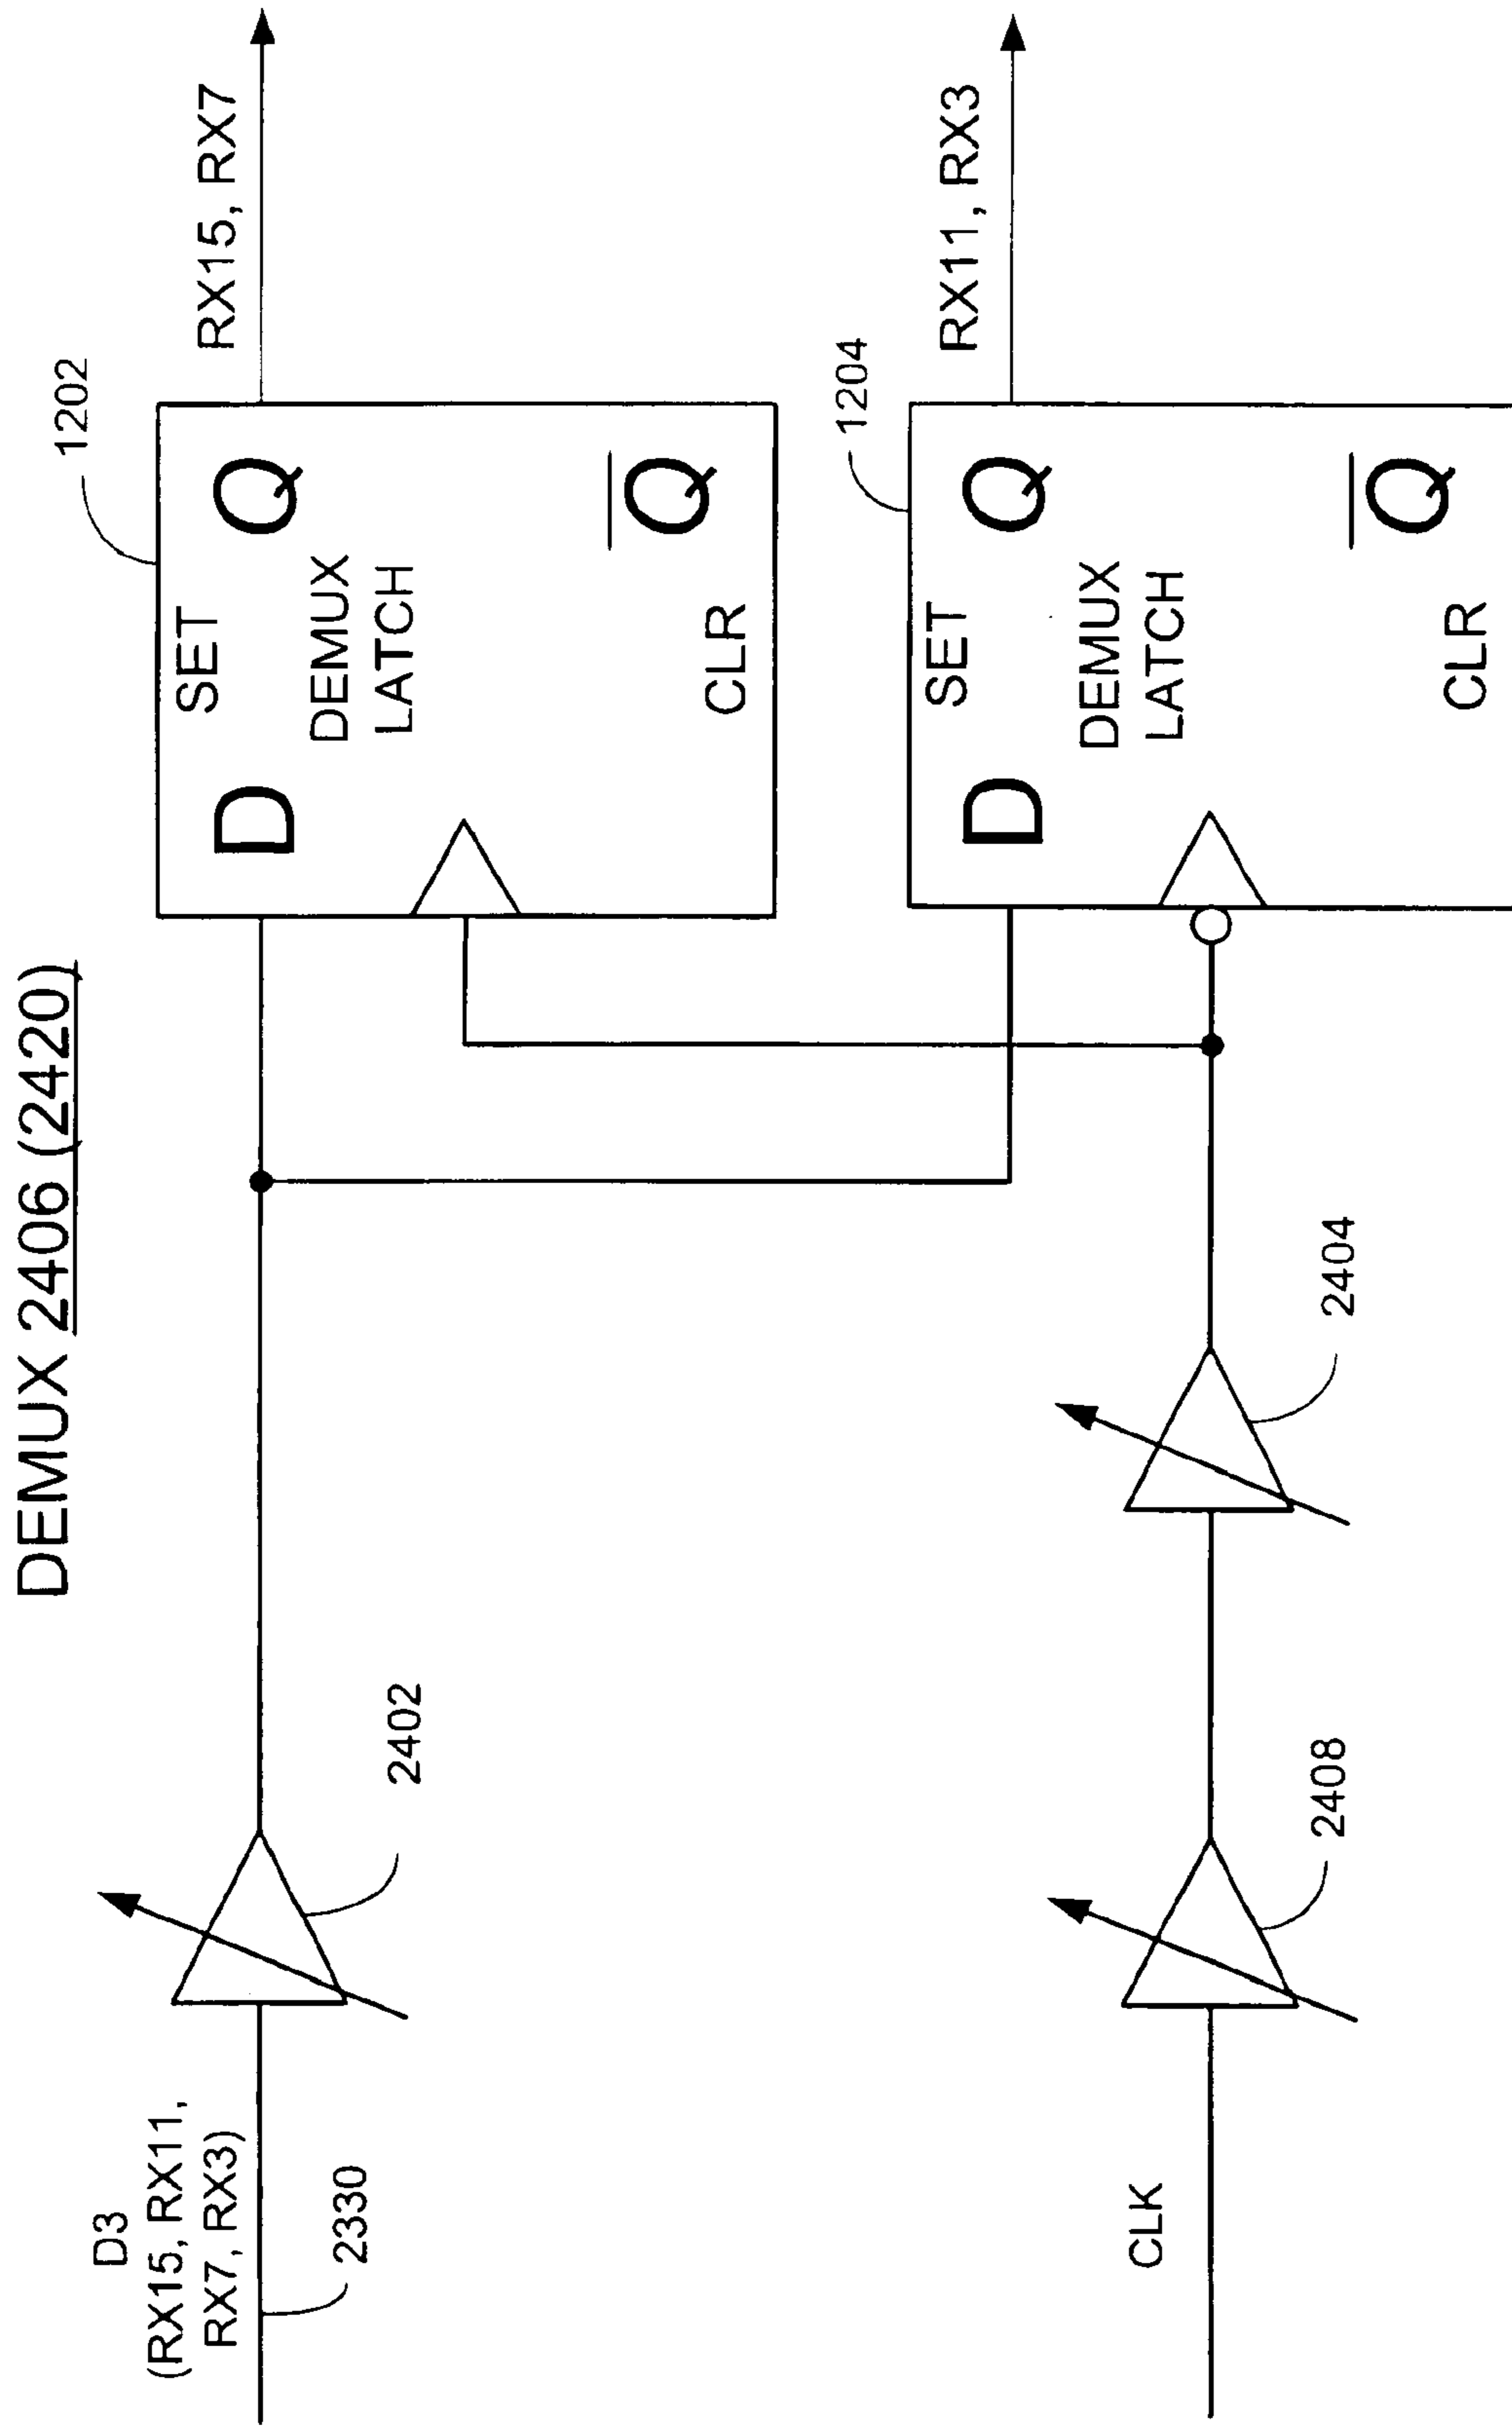 DEMUX 2406 (2420)
D3
(RX15, RX11,
RX7, RX3)
2330
2402
1202
D
SET
Q
DEMUX
LATCH
Q
CLR
RX15, RX7
CLK
2408
2404
1204
D
SET
Q
DEMUX
LATCH
Q
CLR
RX11, RX3